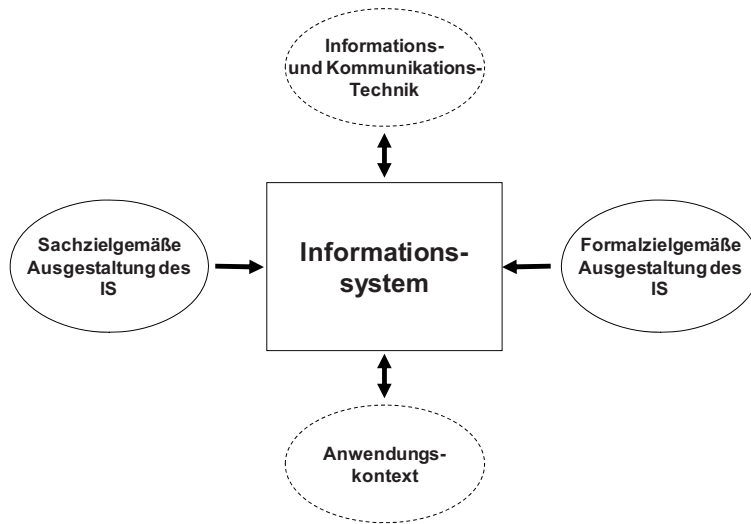 Informations-
und Kommunikations-
Technik
Sachzielgemäße
Ausgestaltung des
IS
Informations-
system
Formalzielgemäße
Ausgestaltung des
IS
Anwendungs-
kontext